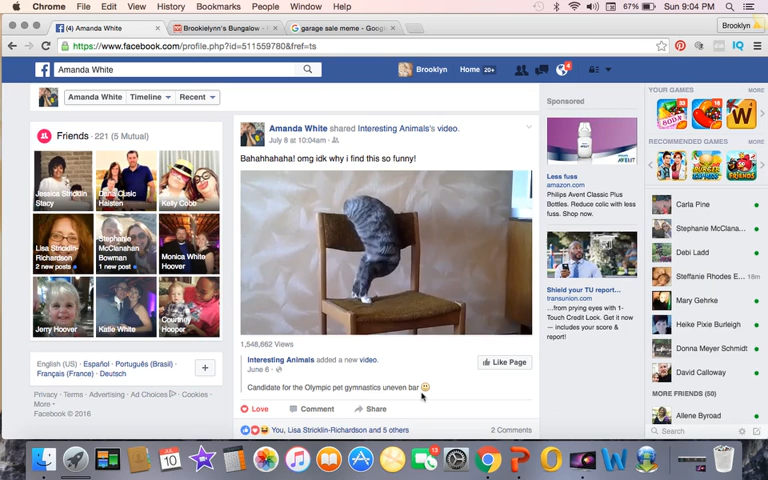 Chrome File Edit View History Bookmarks People Window Help 67% Sun 9:04 PM
(4) Amanda White
Brookielynn's Bungalow -
garage sale meme - Goog
Brooklyn
https://www.facebook.com/profile.php?id=511559780&fref=ts
Amanda White
Brooklyn Home 20+
Amanda White Timeline Recent
Friends · 221 (5 Mutual)
Jessica Stricklin Stacy
Dana Cusic Haisten
Kelly Cobb
Lisa Stricklin-Richardson
2 new posts
Stephanie McClanahan Bowman
1 new post
Monica White Hoover
Jerry Hoover
Katie White
Courtney Hooper
English (US) · Español · Português (Brasil) ·
Français (France) · Deutsch
Privacy · Terms · Advertising · Ad Choices ·
Cookies · More
Facebook © 2016
Amanda White shared Interesting Animals's video.
July 8 at 10:04am ·
Bahahhahaha! omg idk why i find this so funny!
1,548,662 Views
Interesting Animals added a new video.
June 6 ·
Like Page
Candidate for the Olympic pet gymnastics uneven bar
Love Comment Share
You, Lisa Stricklin-Richardson and 5 others
2 Comments
Sponsored
AVENT
Less fuss
amazon.com
Philips Avent Classic Plus
Bottles. Reduce colic with
less fuss. Shop now.
Shield your TU report...
transunion.com
...from prying eyes with 1-
Touch Credit Lock. Get it now
— includes your score &
report!
YOUR GAMES MORE
RECOMMENDED GAMES MORE
Carla Pine
Stephanie McClana...
Debi Ladd
Steffanie Rhodes E... 16m
Mary Gehrke
Heike Pixie Burleigh
Donna Meyer Schmidt
David Calloway
MORE FRIENDS (50)
Allene Byroad
Search